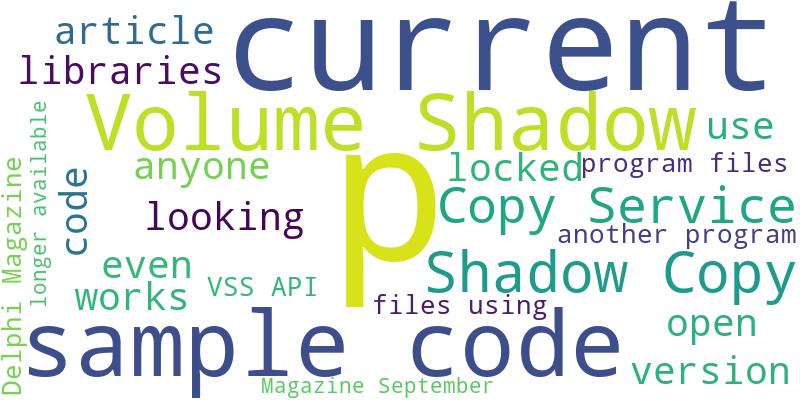 article
current
libraries
Volume Shadow
use
p
anyone
locked
program files
longer available
code
looking
Copy Service
another program
Delphi Magazine
even
Shadow Copy
works
VSS API
files using
sample code
open
version
Magazine September